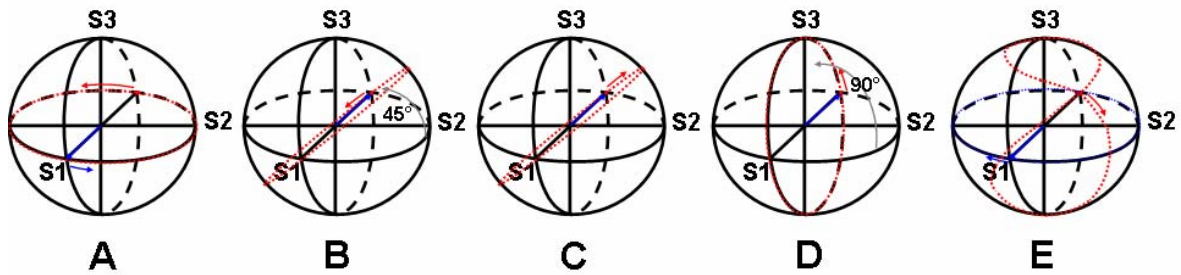 S3 S3 S3 S3 S3
45° 90°
S2 S2 S2 S2 S2
S1 S1 S1 S1 S1
A B C D E